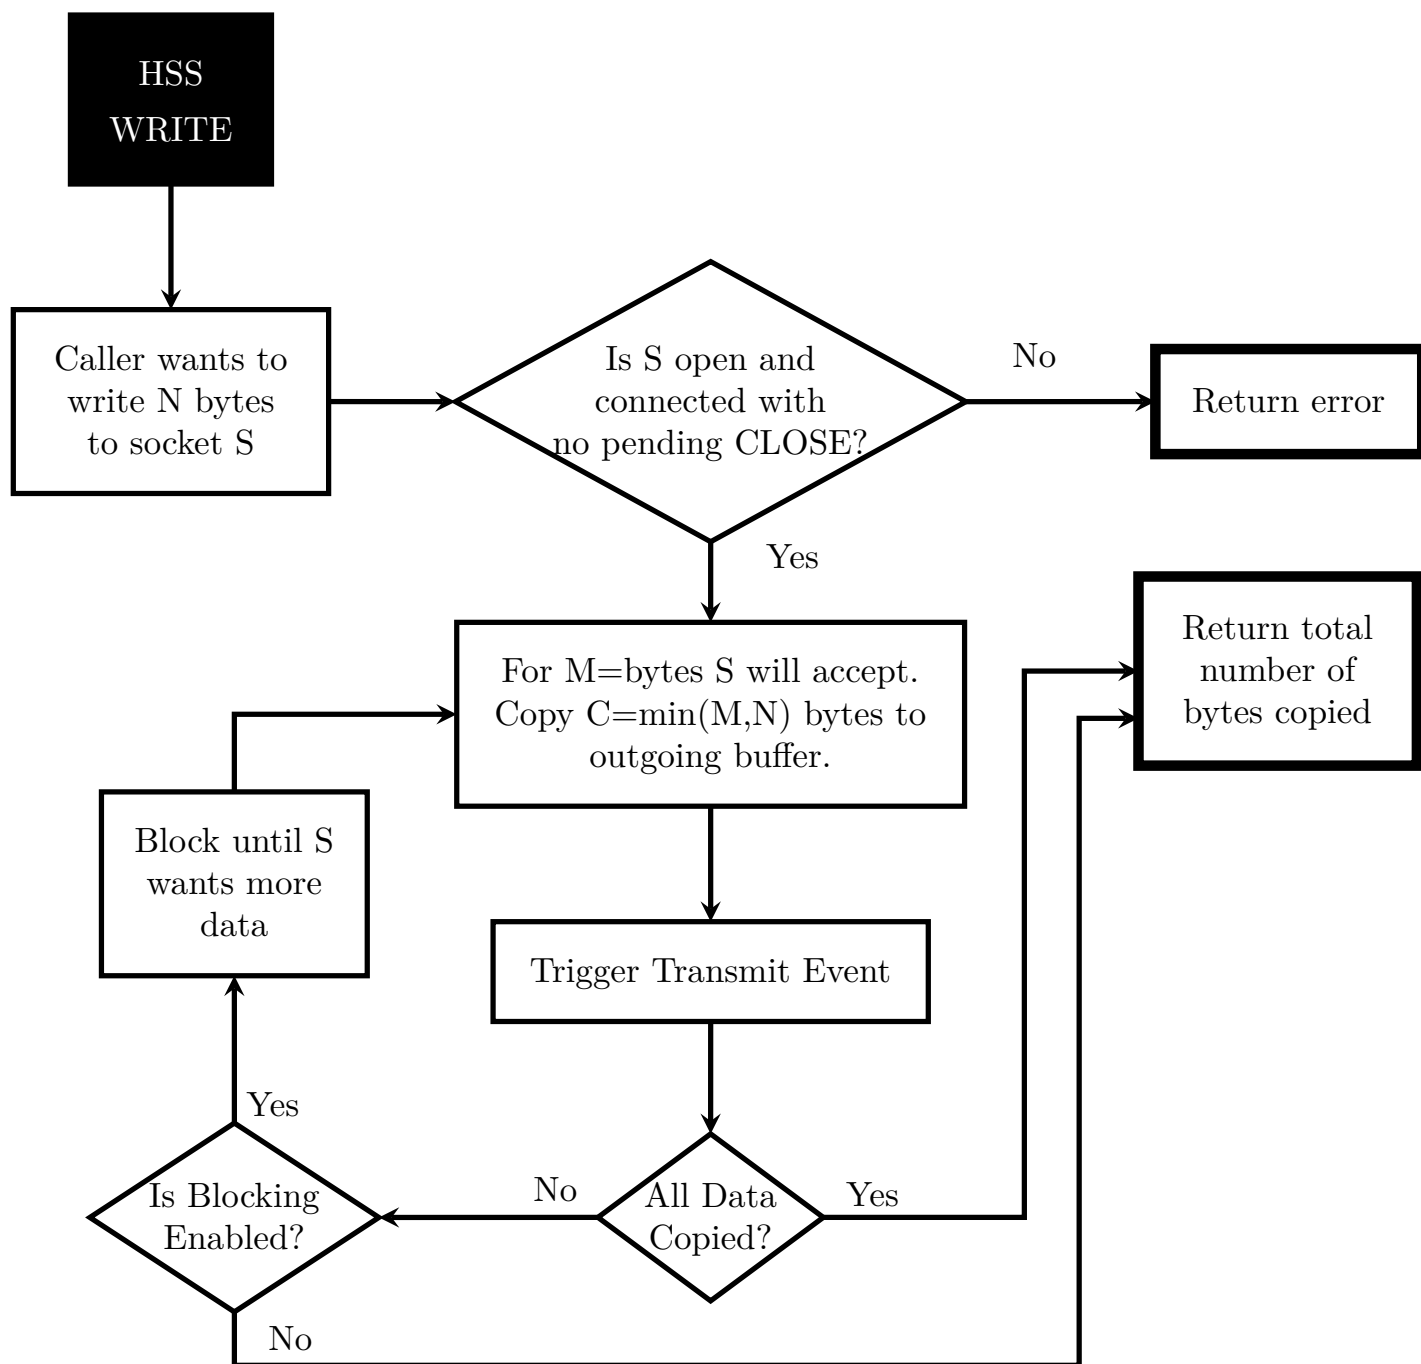 HSS
WRITE
Caller wants to
write N bytes
to socket S
Is S open and
connected with
no pending CLOSE?
No
Return error
Yes
For M=bytes S will accept.
Copy C=min(M,N) bytes to
outgoing buffer.
Return total
number of
bytes copied
Block until S
wants more
data
Trigger Transmit Event
Yes
Is Blocking
Enabled?
No
All Data
Copied?
Yes
No